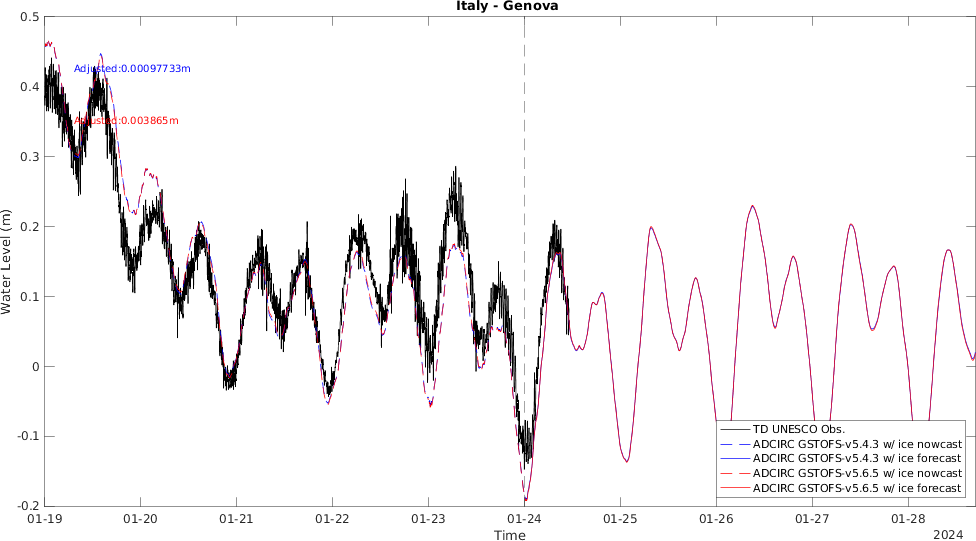 Italy - Genova
0.5
Adjusted:0.00097733m
0.4
Adjusted:0.003865m
0.3
0.2
Water Level (m)
0.1
0
-0.1
TD UNESCO Obs.
ADCIRC GSTOFS-v5.4.3 w/ ice nowcast
ADCIRC GSTOFS-v5.4.3 w/ ice forecast
ADCIRC GSTOFS-v5.6.5 w/ ice nowcast
ADCIRC GSTOFS-v5.6.5 w/ ice forecast
-0.2
01-19 01-20 01-21 01-22 01-23 01-24 01-25 01-26 01-27 01-28
Time
2024